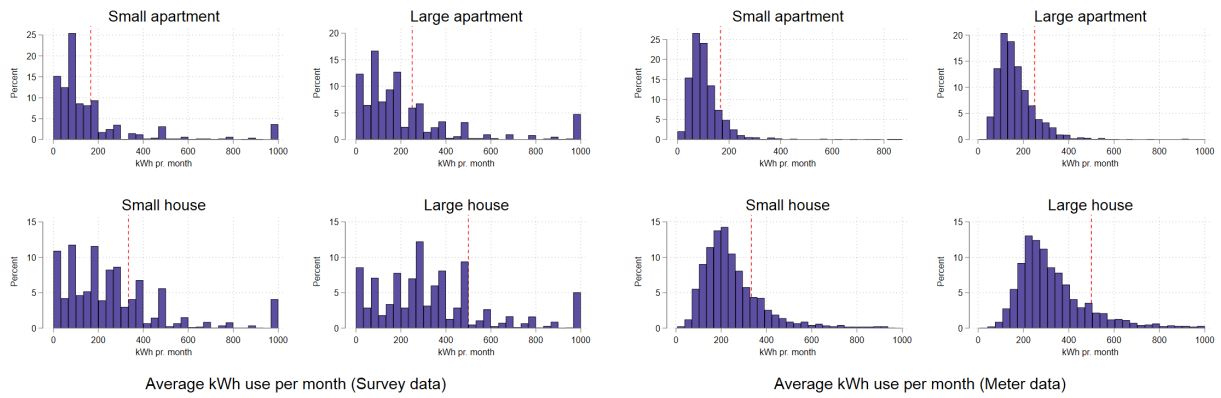 Small apartment
Percent
25
20
15
10
5
0
0 200 400 600 800 1000
kWh pr. month
Large apartment
Percent
20
15
10
5
0
0 200 400 600 800 1000
kWh pr. month
Small house
Percent
15
10
5
0
0 200 400 600 800 1000
kWh pr. month
Large house
Percent
15
10
5
0
0 200 400 600 800 1000
kWh pr. month
Average kWh use per month (Survey data)
Small apartment
Percent
25
20
15
10
5
0
0 200 400 600 800
kWh pr. month
Large apartment
Percent
20
15
10
5
0
0 200 400 600 800 1000
kWh pr. month
Small house
Percent
15
10
5
0
0 200 400 600 800 1000
kWh pr. month
Large house
Percent
15
10
5
0
0 200 400 600 800 1000
kWh pr. month
Average kWh use per month (Meter data)